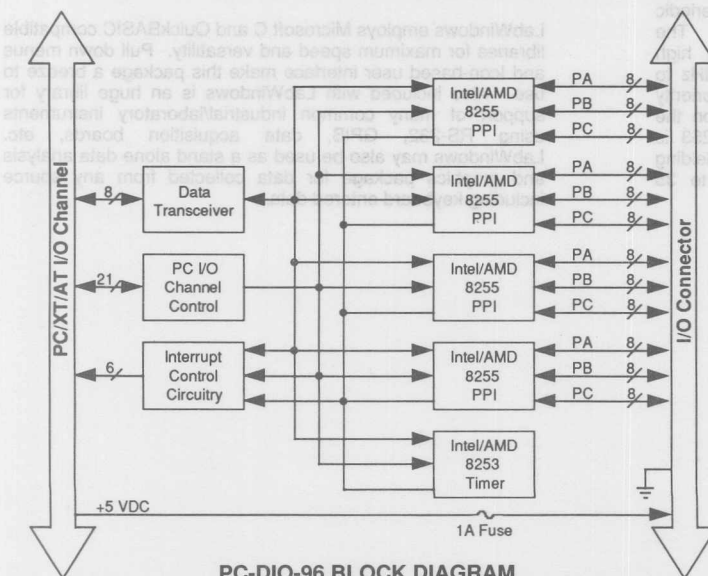 PC/XT/AT I/O Channel
8
Data
Transceiver
21
PC I/O
Channel
Control
6
Interrupt
Control
Circuitry
Intel/AMD
8255
PPI
PA 8
PB 8
PC 8
Intel/AMD
8255
PPI
PA 8
PB 8
PC 8
Intel/AMD
8255
PPI
PA 8
PB 8
PC 8
Intel/AMD
8255
PPI
PA 8
PB 8
PC 8
Intel/AMD
8253
Timer
I/O Connector
+5 VDC
1A Fuse
PC-DIO-96 BLOCK DIAGRAM
LabWindows employs Microsoft C and QuickBASIC compatible
libraries for maximum speed and versatility. Pull down menus
and icon-based user interface make this package a breeze to
included with LabWindows is an huge library for
support of many common industrial/laboratory instruments
using RS-232, GPIB, data acquisition boards, etc.
LabWindows may also be used as a stand alone data analysis
and package for data collected from any source
including keyboard entered data.